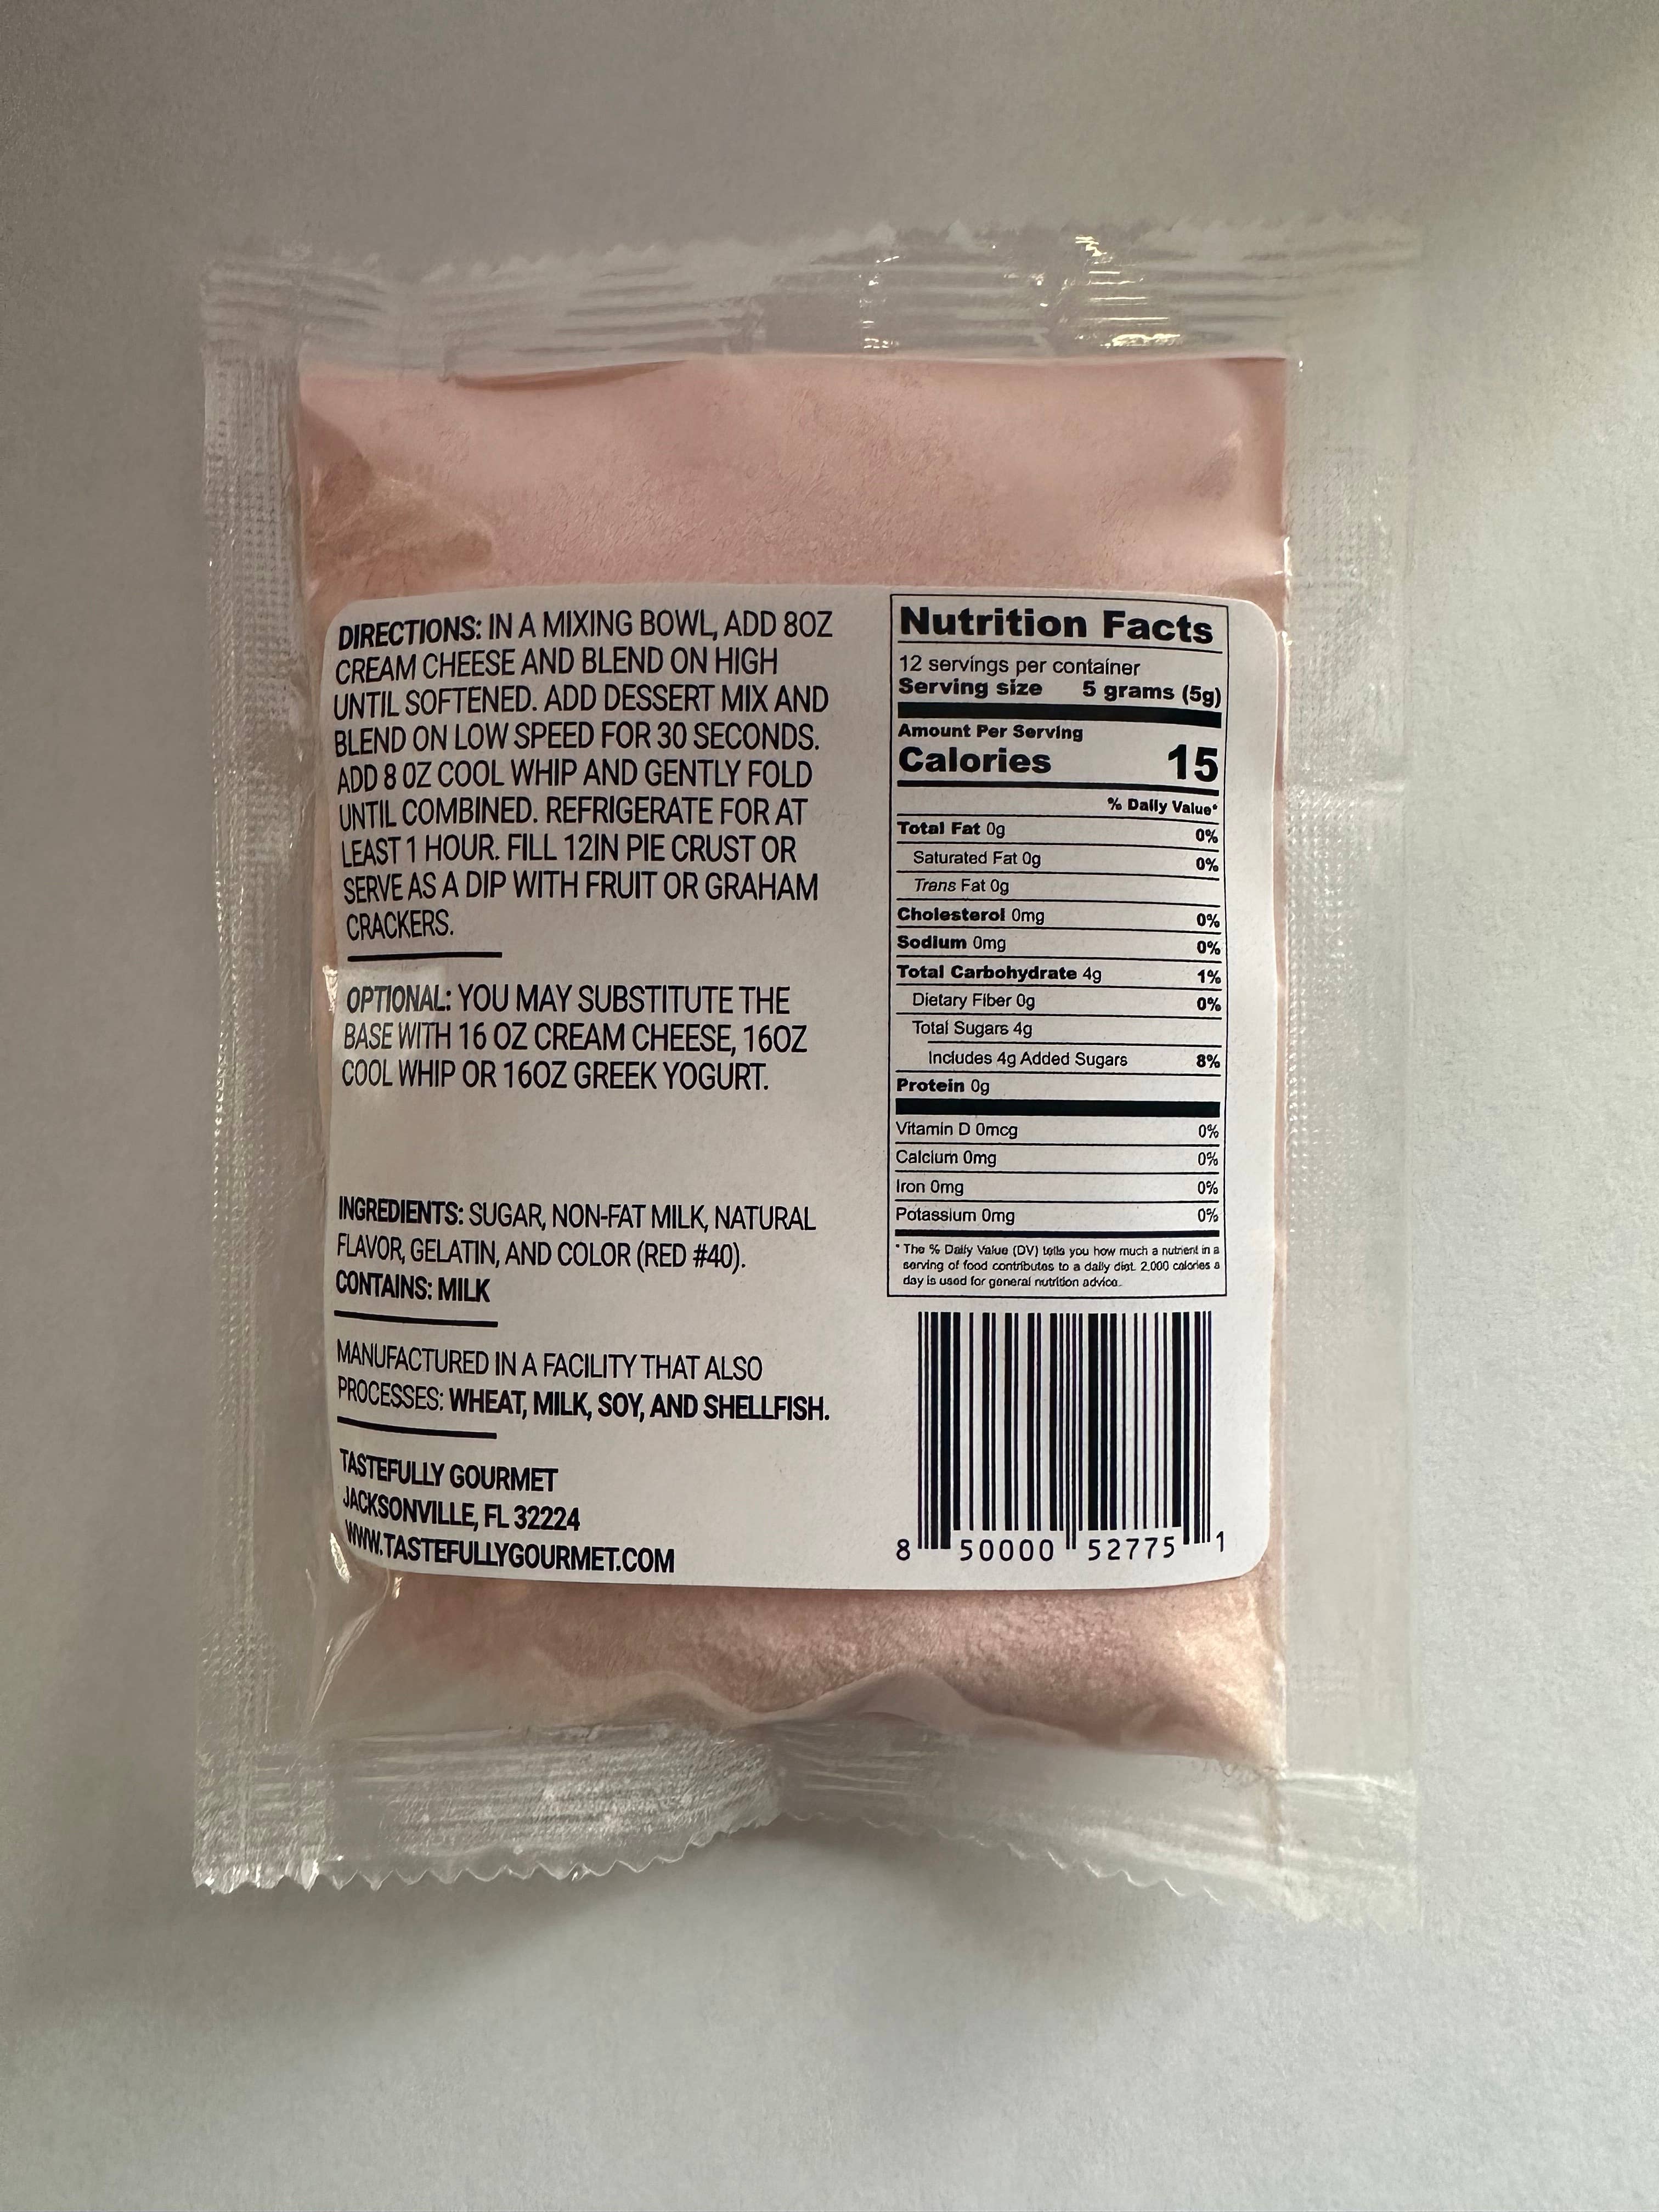 DIRECTIONS: IN A MIXING BOWL, ADD 8OZ
CREAM CHEESE AND BLEND ON HIGH
UNTIL SOFTENED. ADD DESSERT MIX AND
BLEND ON LOW SPEED FOR 30 SECONDS.
ADD 8 OZ COOL WHIP AND GENTLY FOLD
UNTIL COMBINED. REFRIGERATE FOR AT
LEAST 1 HOUR. FILL 12IN PIE CRUST OR
SERVE AS A DIP WITH FRUIT OR GRAHAM
CRACKERS.
OPTIONAL: YOU MAY SUBSTITUTE THE
BASE WITH 16 OZ CREAM CHEESE, 16OZ
COOL WHIP OR 16OZ GREEK YOGURT.
INGREDIENTS: SUGAR, NON-FAT MILK, NATURAL
FLAVOR, GELATIN, AND COLOR (RED #40).
CONTAINS: MILK
MANUFACTURED IN A FACILITY THAT ALSO
PROCESSES: WHEAT, MILK, SOY, AND SHELLFISH.
TASTEFULLY GOURMET
JACKSONVILLE, FL 32224
WWW.TASTEFULLYGOURMET.COM
Nutrition Facts
12 servings per container
Serving size 5 grams (5g)
Amount Per Serving
Calories 15
% Daily Value*
Total Fat 0g 0%
Saturated Fat 0g 0%
Trans Fat 0g
Cholesterol 0mg 0%
Sodium 0mg 0%
Total Carbohydrate 4g 1%
Dietary Fiber 0g 0%
Total Sugars 4g
Includes 4g Added Sugars 8%
Protein 0g
Vitamin D 0mcg 0%
Calcium 0mg 0%
Iron 0mg 0%
Potassium 0mg 0%
* The % Daily Value (DV) tells you how much a nutrient in a
serving of food contributes to a daily diet. 2,000 calories a
day is used for general nutrition advice.
8 50000 52775 1